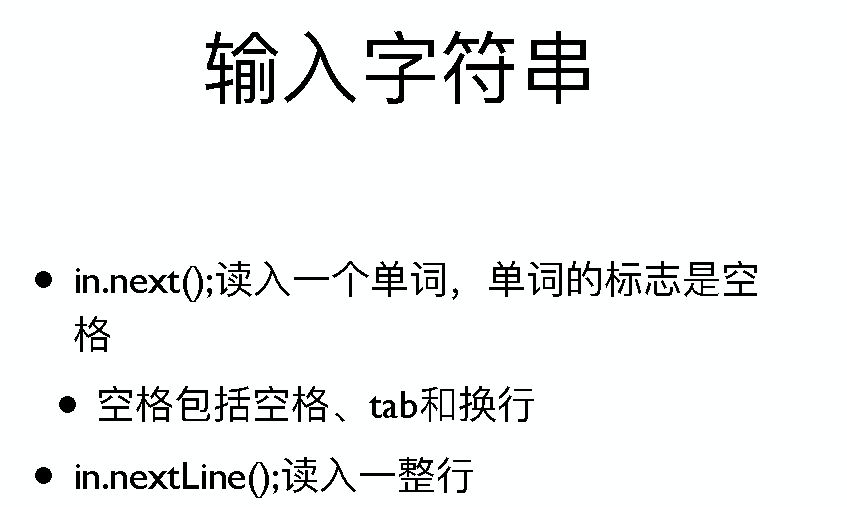 输入字符串
• in.next();读入一个单词，单词的标志是空
格
• 空格包括空格、tab和换行
• in.nextLine();读入一整行